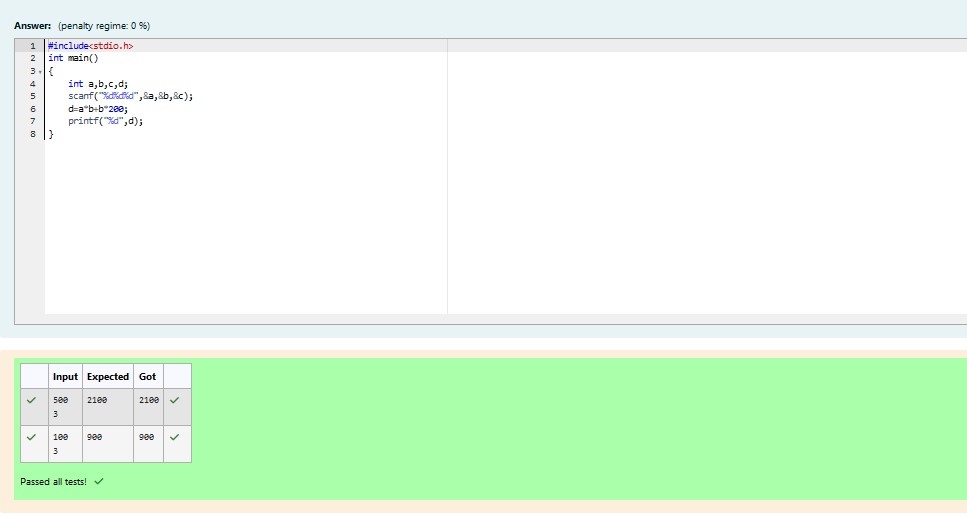 Answer: (penalty regime: 0 %)
1 #include<stdio.h>
2 int main()
3 {
4 int a,b,c,d;
5 scanf("%d%d%d",&a,&b,&c);
6 d=a*b+b*200;
7 printf("%d",d);
8 }
Input Expected Got
500 2100 2100
3
100 900 900
3
Passed all tests!